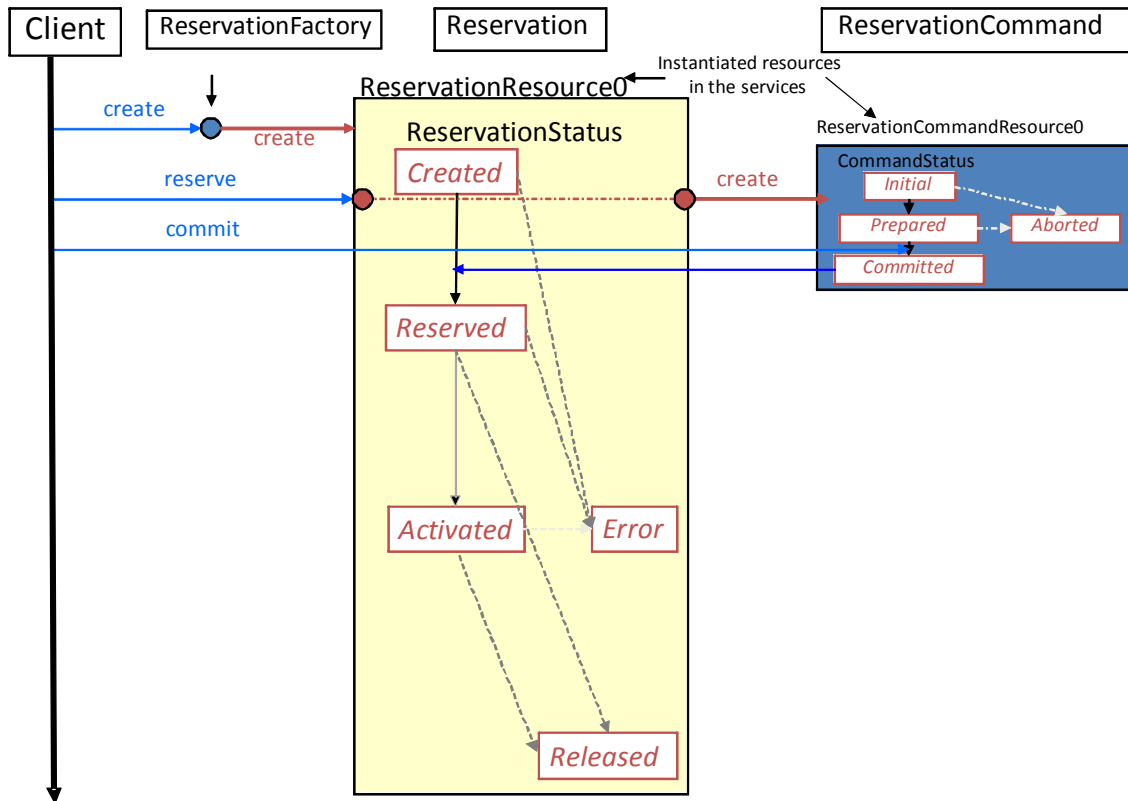 Client
ReservationFactory
Reservation
ReservationCommand
Instantiated resources
in the services
ReservationResource0
ReservationCommandResource0
create
create
ReservationStatus
CommandStatus
reserve
Created
create
Initial
commit
Prepared
Aborted
Committed
Reserved
Activated
Error
Released